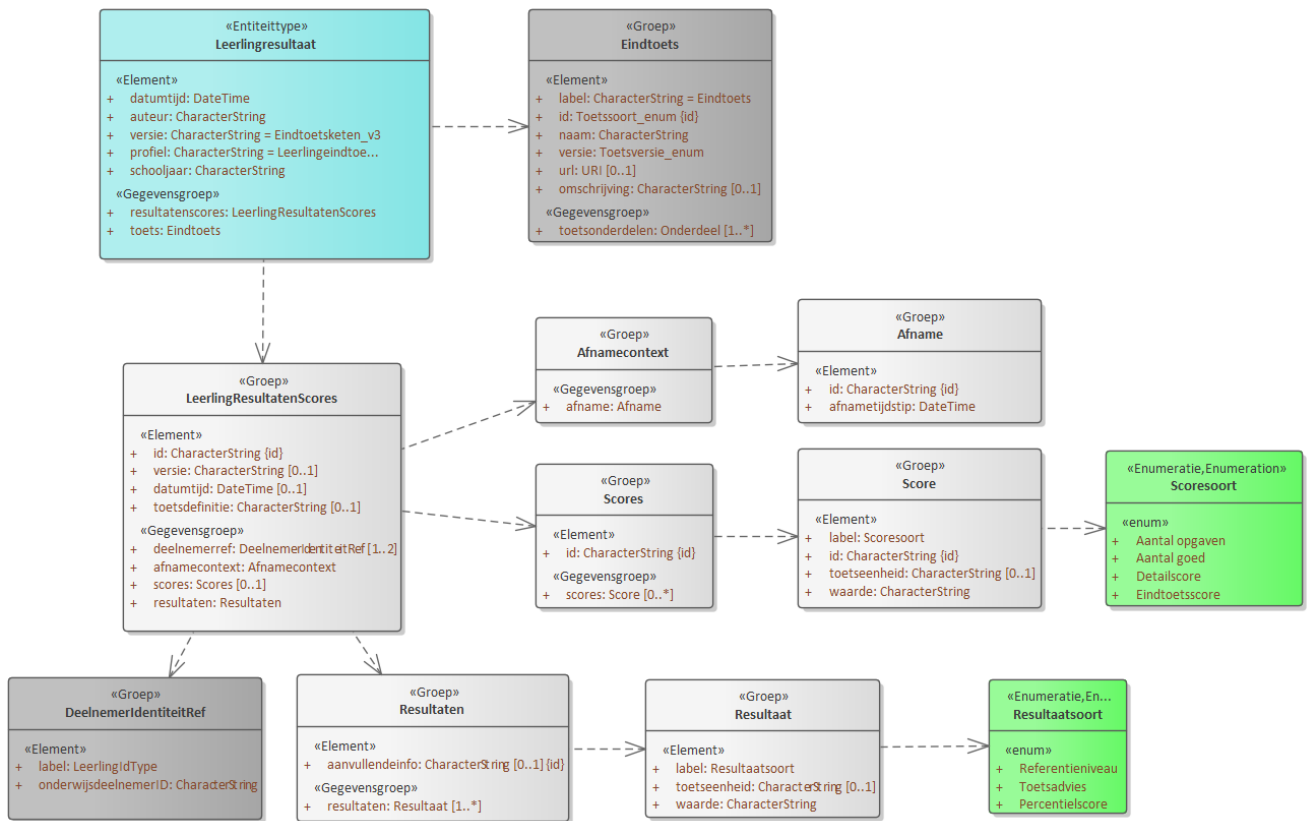 «Entiteittype»
Leerlingresultaat
«Element»
+ datumtijd: DateTime
+ auteur: CharacterString
+ versie: CharacterString = Eindtoetsketen_v3
+ profiel: CharacterString = Leerlingeindtoe...
+ schooljaar: CharacterString
«Gegevensgroep»
+ resultatenscores: LeerlingResultatenScores
+ toets: Eindtoets
«Groep»
Eindtoets
«Element»
+ label: CharacterString = Eindtoets
+ id: Toetssoort_enum {id}
+ naam: CharacterString
+ versie: Toetsversie_enum
+ url: URI [0..1]
+ omschrijving: CharacterString [0..1]
«Gegevensgroep»
+ toetsonderdelen: Onderdeel [1..*]
«Groep»
LeerlingResultatenScores
«Element»
+ id: CharacterString {id}
+ versie: CharacterString [0..1]
+ datumtijd: DateTime [0..1]
+ toetsdefinitie: CharacterString [0..1]
«Gegevensgroep»
+ deelnemerref: DeelnemerIdentiteitRef [1..2]
+ afnamecontext: Afnamecontext
+ scores: Scores [0..1]
+ resultaten: Resultaten
«Groep»
Afnamecontext
«Gegevensgroep»
+ afname: Afname
«Groep»
Afname
«Element»
+ id: CharacterString {id}
+ afnametijdstip: DateTime
«Groep»
Scores
«Element»
+ id: CharacterString {id}
«Gegevensgroep»
+ scores: Score [0..*]
«Groep»
Score
«Element»
+ label: Scoresoort
+ id: CharacterString {id}
+ toetseenheid: CharacterString [0..1]
+ waarde: CharacterString
«Enumeratie,Enumeration»
Scoresoort
«enum»
+ Aantal opgaven
+ Aantal goed
+ Detailscore
+ Eindtoetsscore
«Groep»
DeelnemerIdentiteitRef
«Element»
+ label: LeerlingIdType
+ onderwijsdeelnemerID: CharacterString
«Groep»
Resultaten
«Element»
+ aanvullendeinfo: CharacterString [0..1] {id}
«Gegevensgroep»
+ resultaten: Resultaat [1..*]
«Groep»
Resultaat
«Element»
+ label: Resultaatsoort
+ toetseenheid: CharacterString [0..1]
+ waarde: CharacterString
«Enumeratie,En...
Resultaatsoort
«enum»
+ Referentieniveau
+ Toetsadvies
+ Percentielscore